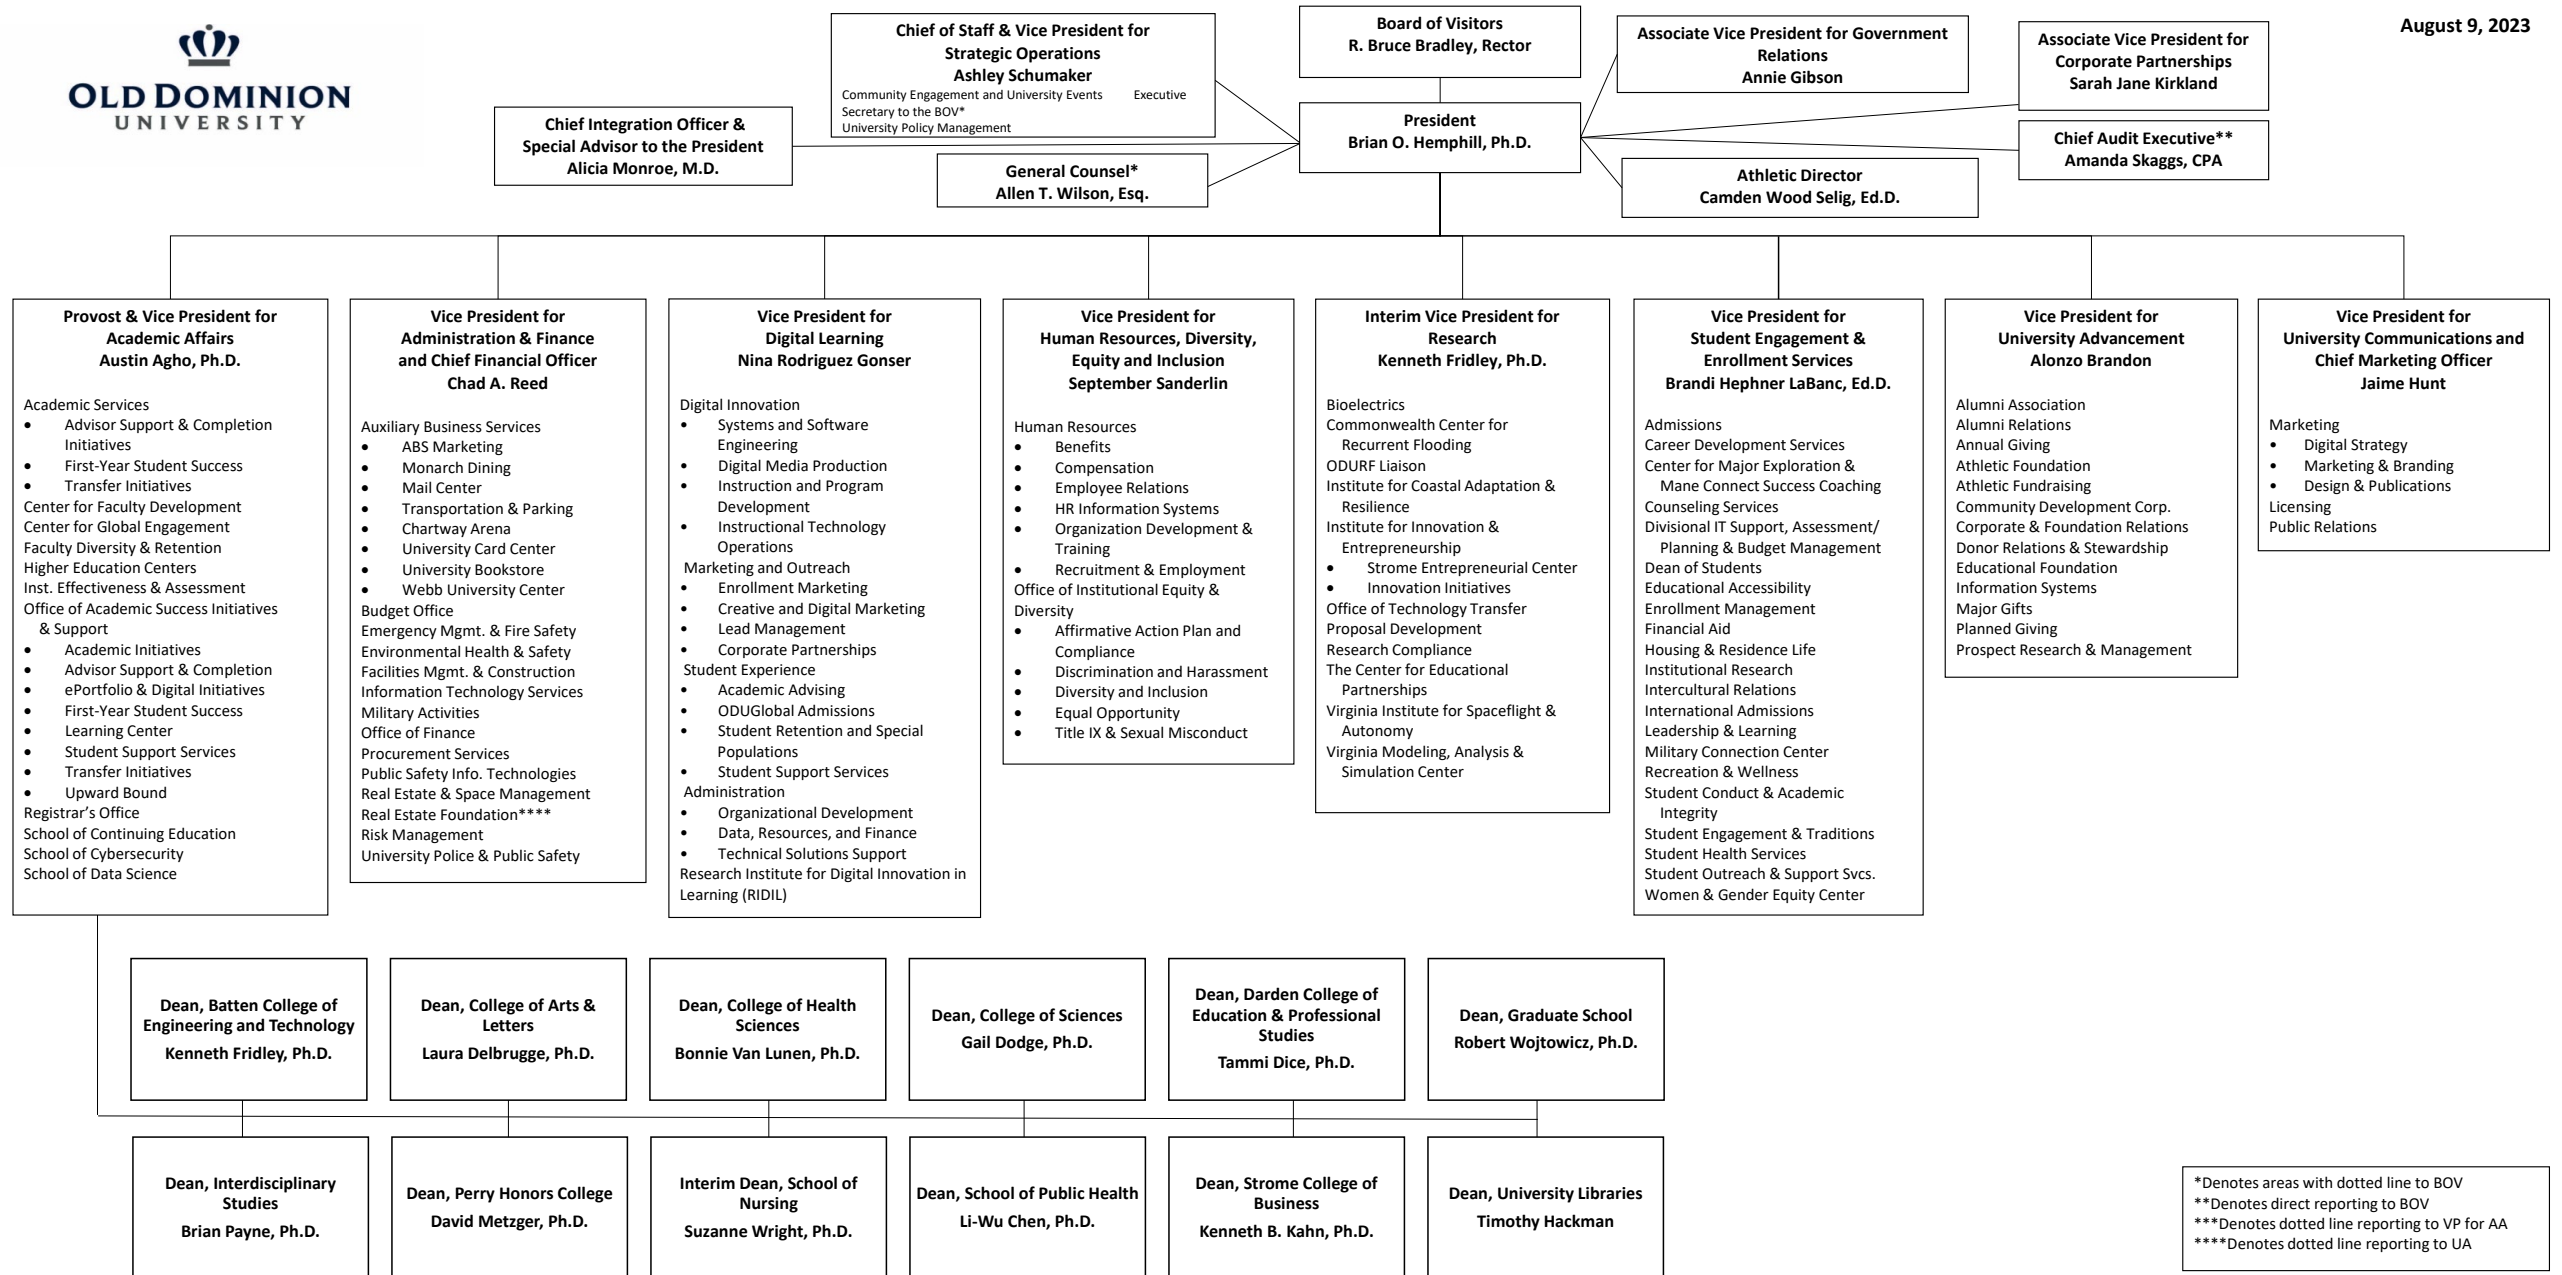 OLD DOMINION
UNIVERSITY
August 9, 2023
Chief of Staff & Vice President for
Strategic Operations
Ashley Schumaker
Community Engagement and University Events Executive
Secretary to the BOV*
University Policy Management
Board of Visitors
R. Bruce Bradley, Rector
Associate Vice President for Government
Relations
Annie Gibson
Associate Vice President for
Corporate Partnerships
Sarah Jane Kirkland
Chief Integration Officer &
Special Advisor to the President
Alicia Monroe, M.D.
President
Brian O. Hemphill, Ph.D.
Chief Audit Executive**
Amanda Skaggs, CPA
General Counsel*
Allen T. Wilson, Esq.
Athletic Director
Camden Wood Selig, Ed.D.
Provost & Vice President for
Academic Affairs
Austin Agho, Ph.D.
Academic Services
• Advisor Support & Completion
Initiatives
• First-Year Student Success
• Transfer Initiatives
Center for Faculty Development
Center for Global Engagement
Faculty Diversity & Retention
Higher Education Centers
Inst. Effectiveness & Assessment
Office of Academic Success Initiatives
& Support
• Academic Initiatives
• Advisor Support & Completion
• ePortfolio & Digital Initiatives
• First-Year Student Success
• Learning Center
• Student Support Services
• Transfer Initiatives
• Upward Bound
Registrar’s Office
School of Continuing Education
School of Cybersecurity
School of Data Science
Vice President for
Administration & Finance
and Chief Financial Officer
Chad A. Reed
Auxiliary Business Services
• ABS Marketing
• Monarch Dining
• Mail Center
• Transportation & Parking
• Chartway Arena
• University Card Center
• University Bookstore
• Webb University Center
Budget Office
Emergency Mgmt. & Fire Safety
Environmental Health & Safety
Facilities Mgmt. & Construction
Information Technology Services
Military Activities
Office of Finance
Procurement Services
Public Safety Info. Technologies
Real Estate & Space Management
Real Estate Foundation****
Risk Management
University Police & Public Safety
Vice President for
Digital Learning
Nina Rodriguez Gonser
Digital Innovation
• Systems and Software
Engineering
• Digital Media Production
• Instruction and Program
Development
• Instructional Technology
Operations
Marketing and Outreach
• Enrollment Marketing
• Creative and Digital Marketing
• Lead Management
• Corporate Partnerships
Student Experience
• Academic Advising
• ODUGlobal Admissions
• Student Retention and Special
Populations
• Student Support Services
Administration
• Organizational Development
• Data, Resources, and Finance
• Technical Solutions Support
Research Institute for Digital Innovation in
Learning (RIDIL)
Vice President for
Human Resources, Diversity,
Equity and Inclusion
September Sanderlin
Human Resources
• Benefits
• Compensation
• Employee Relations
• HR Information Systems
• Organization Development &
Training
• Recruitment & Employment
Office of Institutional Equity &
Diversity
• Affirmative Action Plan and
Compliance
• Discrimination and Harassment
• Diversity and Inclusion
• Equal Opportunity
• Title IX & Sexual Misconduct
Interim Vice President for
Research
Kenneth Fridley, Ph.D.
Bioelectrics
Commonwealth Center for
Recurrent Flooding
ODURF Liaison
Institute for Coastal Adaptation &
Resilience
Institute for Innovation &
Entrepreneurship
• Strome Entrepreneurial Center
• Innovation Initiatives
Office of Technology Transfer
Proposal Development
Research Compliance
The Center for Educational
Partnerships
Virginia Institute for Spaceflight &
Autonomy
Virginia Modeling, Analysis &
Simulation Center
Vice President for
Student Engagement &
Enrollment Services
Brandi Hephner LaBanc, Ed.D.
Admissions
Career Development Services
Center for Major Exploration &
Mane Connect Success Coaching
Counseling Services
Divisional IT Support, Assessment/
Planning & Budget Management
Dean of Students
Educational Accessibility
Enrollment Management
Financial Aid
Housing & Residence Life
Institutional Research
Intercultural Relations
International Admissions
Leadership & Learning
Military Connection Center
Recreation & Wellness
Student Conduct & Academic
Integrity
Student Engagement & Traditions
Student Health Services
Student Outreach & Support Svcs.
Women & Gender Equity Center
Vice President for
University Advancement
Alonzo Brandon
Alumni Association
Alumni Relations
Annual Giving
Athletic Foundation
Athletic Fundraising
Community Development Corp.
Corporate & Foundation Relations
Donor Relations & Stewardship
Educational Foundation
Information Systems
Major Gifts
Planned Giving
Prospect Research & Management
Vice President for
University Communications and
Chief Marketing Officer
Jaime Hunt
Marketing
• Digital Strategy
• Marketing & Branding
• Design & Publications
Licensing
Public Relations
Dean, Batten College of
Engineering and Technology
Kenneth Fridley, Ph.D.
Dean, College of Arts &
Letters
Laura Delbrugge, Ph.D.
Dean, College of Health
Sciences
Bonnie Van Lunen, Ph.D.
Dean, College of Sciences
Gail Dodge, Ph.D.
Dean, Darden College of
Education & Professional
Studies
Tammi Dice, Ph.D.
Dean, Graduate School
Robert Wojtowicz, Ph.D.
Dean, Interdisciplinary
Studies
Brian Payne, Ph.D.
Dean, Perry Honors College
David Metzger, Ph.D.
Interim Dean, School of
Nursing
Suzanne Wright, Ph.D.
Dean, School of Public Health
Li-Wu Chen, Ph.D.
Dean, Strome College of
Business
Kenneth B. Kahn, Ph.D.
Dean, University Libraries
Timothy Hackman
*Denotes areas with dotted line to BOV
**Denotes direct reporting to BOV
***Denotes dotted line reporting to VP for AA
****Denotes dotted line reporting to UA